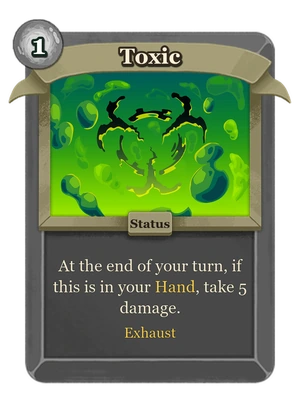 1
Toxic
Status
At the end of your turn, if
this is in your Hand, take 5
damage.
Exhaust